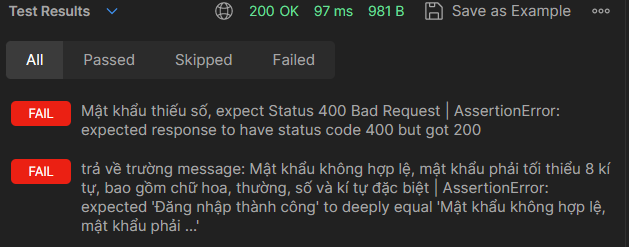 Test Results 200 OK 97 ms 981 B Save as Example
All Passed Skipped Failed
FAIL Mật khẩu thiếu số, expect Status 400 Bad Request | AssertionError:
expected response to have status code 400 but got 200
FAIL trả về trường message: Mật khẩu không hợp lệ, mật khẩu phải tối thiểu 8 kí
tự, bao gồm chữ hoa, thường, số và kí tự đặc biệt | AssertionError:
expected 'Đăng nhập thành công' to deeply equal 'Mật khẩu không hợp lệ,
mật khẩu phải ...'